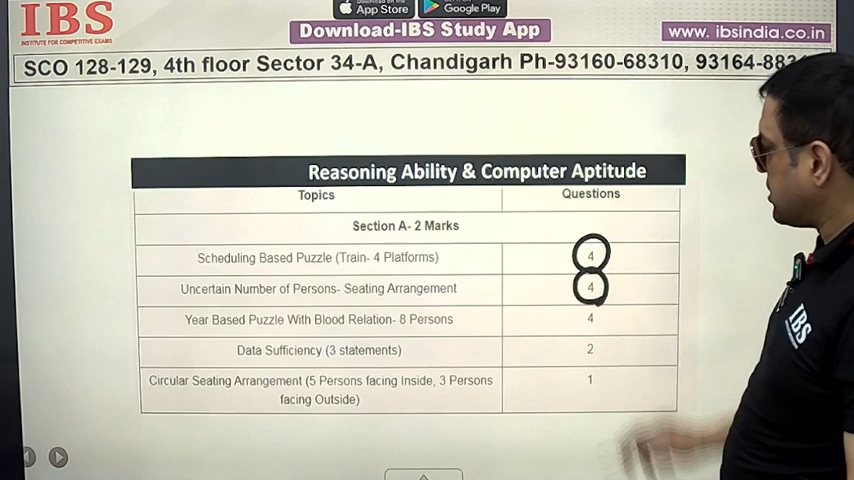 IBS
INSTITUTE FOR COMPETITIVE EXAMS
App Store
Google Play
Download-IBS Study App
www. ibsindia.co.in
SCO 128-129, 4th floor Sector 34-A, Chandigarh Ph-93160-68310, 93164-88
Reasoning Ability & Computer Aptitude
Topics Questions
Section A- 2 Marks
Scheduling Based Puzzle (Train- 4 Platforms) 4
Uncertain Number of Persons- Seating Arrangement 4
Year Based Puzzle With Blood Relation- 8 Persons 4
Data Sufficiency (3 statements) 2
Circular Seating Arrangement (5 Persons facing Inside, 3 Persons
facing Outside) 1
IBS